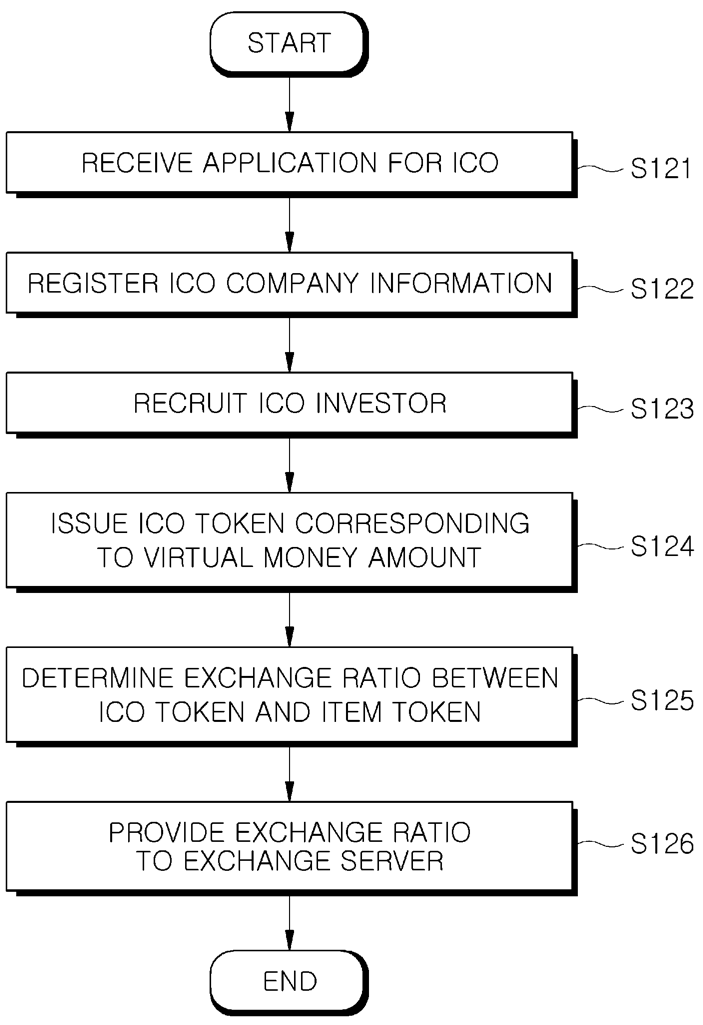 START
RECEIVE APPLICATION FOR ICO
S121
REGISTER ICO COMPANY INFORMATION
S122
RECRUIT ICO INVESTOR
S123
ISSUE ICO TOKEN CORRESPONDING
TO VIRTUAL MONEY AMOUNT
S124
DETERMINE EXCHANGE RATIO BETWEEN
ICO TOKEN AND ITEM TOKEN
S125
PROVIDE EXCHANGE RATIO
TO EXCHANGE SERVER
S126
END